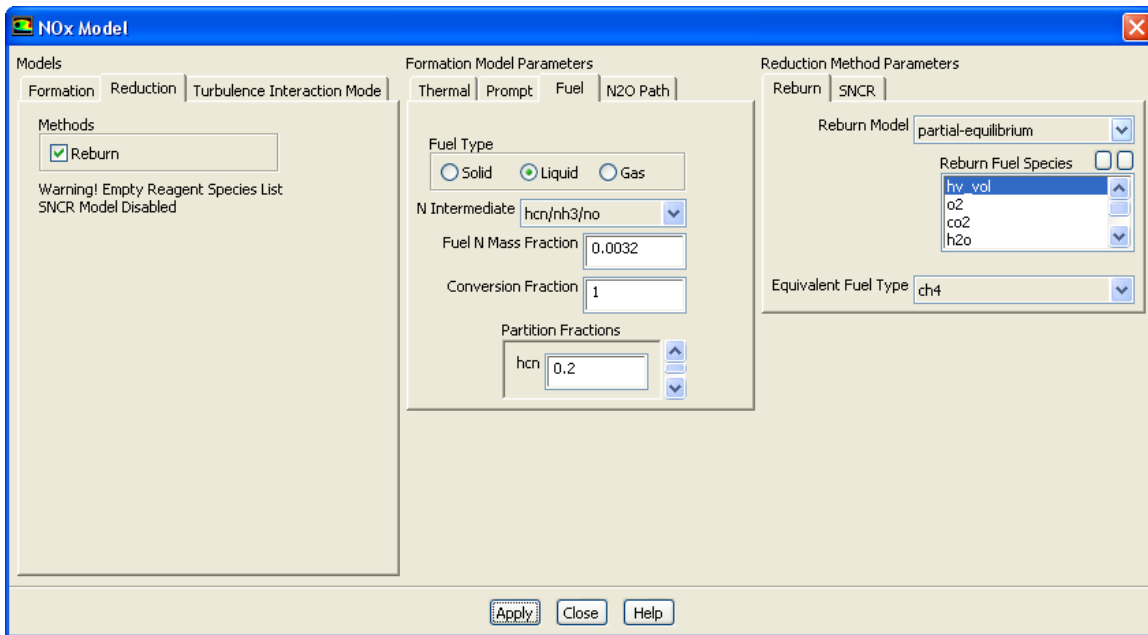 NOx Model
Models
Formation Reduction Turbulence Interaction Mode
Methods
Reburn
Warning! Empty Reagent Species List
SNCR Model Disabled
Formation Model Parameters
Thermal Prompt Fuel N2O Path
Fuel Type
Solid Liquid Gas
N Intermediate hcn/nh3/no
Fuel N Mass Fraction 0.0032
Conversion Fraction 1
Partition Fractions
hcn 0.2
Reduction Method Parameters
Reburn SNCR
Reburn Model partial-equilibrium
Reburn Fuel Species
hv_vol
o2
co2
h2o
Equivalent Fuel Type ch4
Apply Close Help